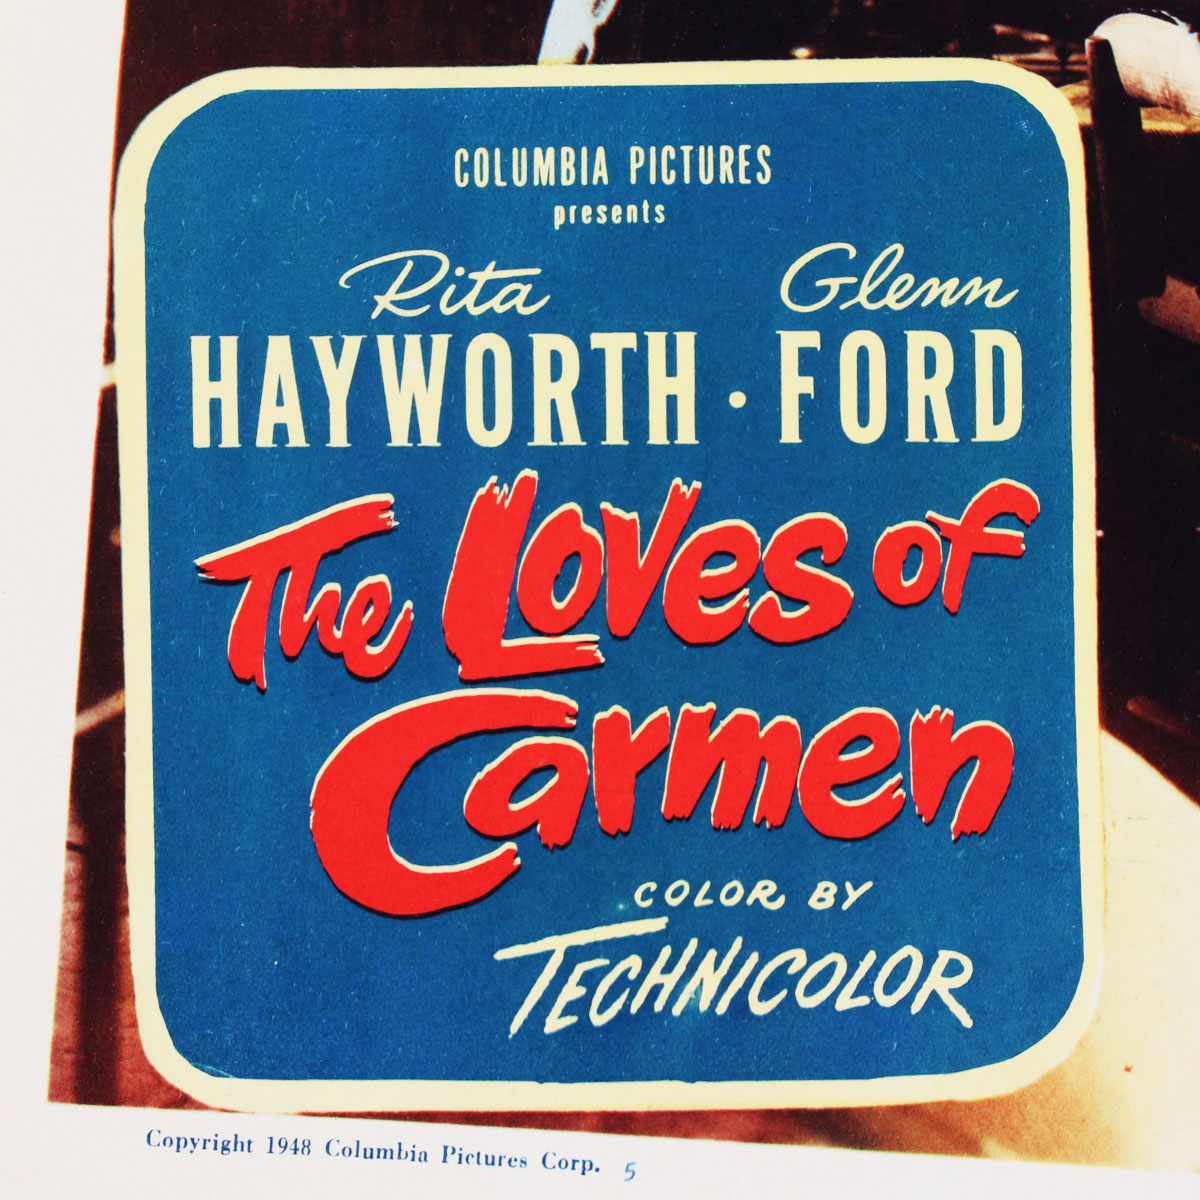 COLUMBIA PICTURES
presents
Rita Glenn
HAYWORTH · FORD
The Loves of
Carmen
COLOR BY
TECHNICOLOR
Copyright 1948 Columbia Pictures Corp. 5